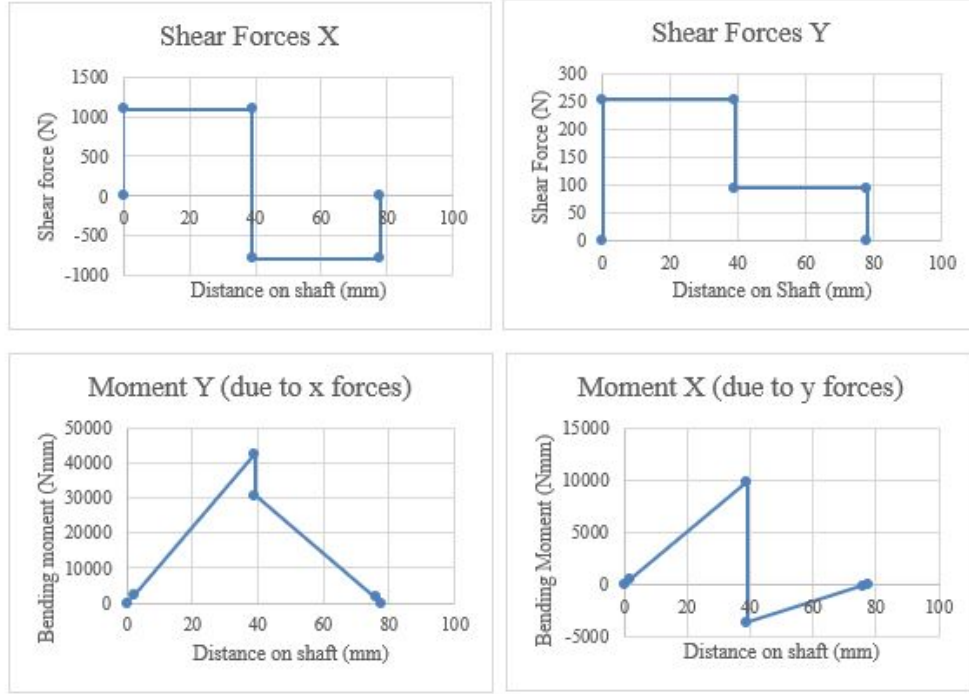 Shear Forces X
Shear force (N)
1500
1000
500
0
-500
-1000
0 20 40 60 80 100
Distance on shaft (mm)
Shear Forces Y
Shear Force (N)
300
250
200
150
100
50
0
0 20 40 60 80 100
Distance on Shaft (mm)
Moment Y (due to x forces)
Bending moment (Nmm)
50000
40000
30000
20000
10000
0
0 20 40 60 80 100
Distance on shaft (mm)
Moment X (due to y forces)
Bending Moment (Nmm)
15000
10000
5000
0
-5000
0 20 40 60 80 100
Distance on shaft (mm)